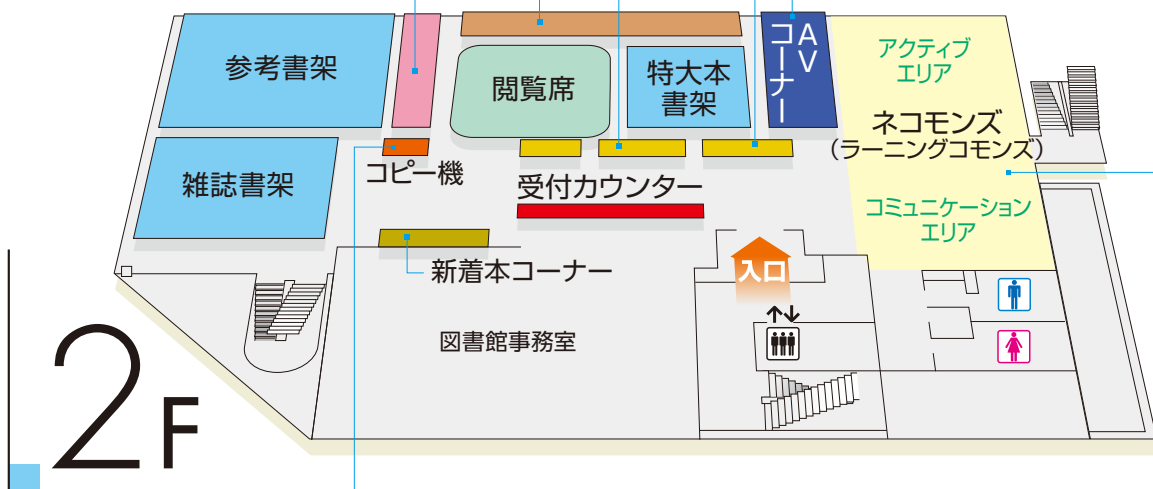 参考書架
閲覧席
特大本
書架
AV
コーナー
アクティブ
エリア
ネコモンズ
(ラーニングコモンズ)
雑誌書架
コピー機
受付カウンター
コミュニケーション
エリア
新着本コーナー
入口
図書館事務室
2F